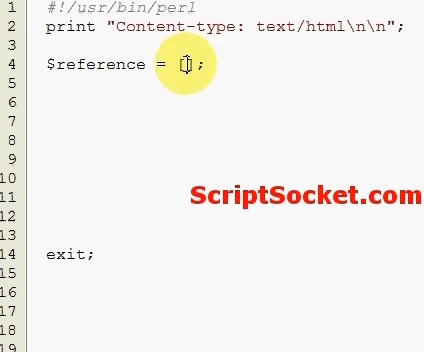 1 #!/usr/bin/perl
2 print "Content-type: text/html\n\n";
3
4 $reference = [];
5
6
7
8
9
10
11 ScriptSocket.com
12
13
14 exit;
15
16
17
18
19